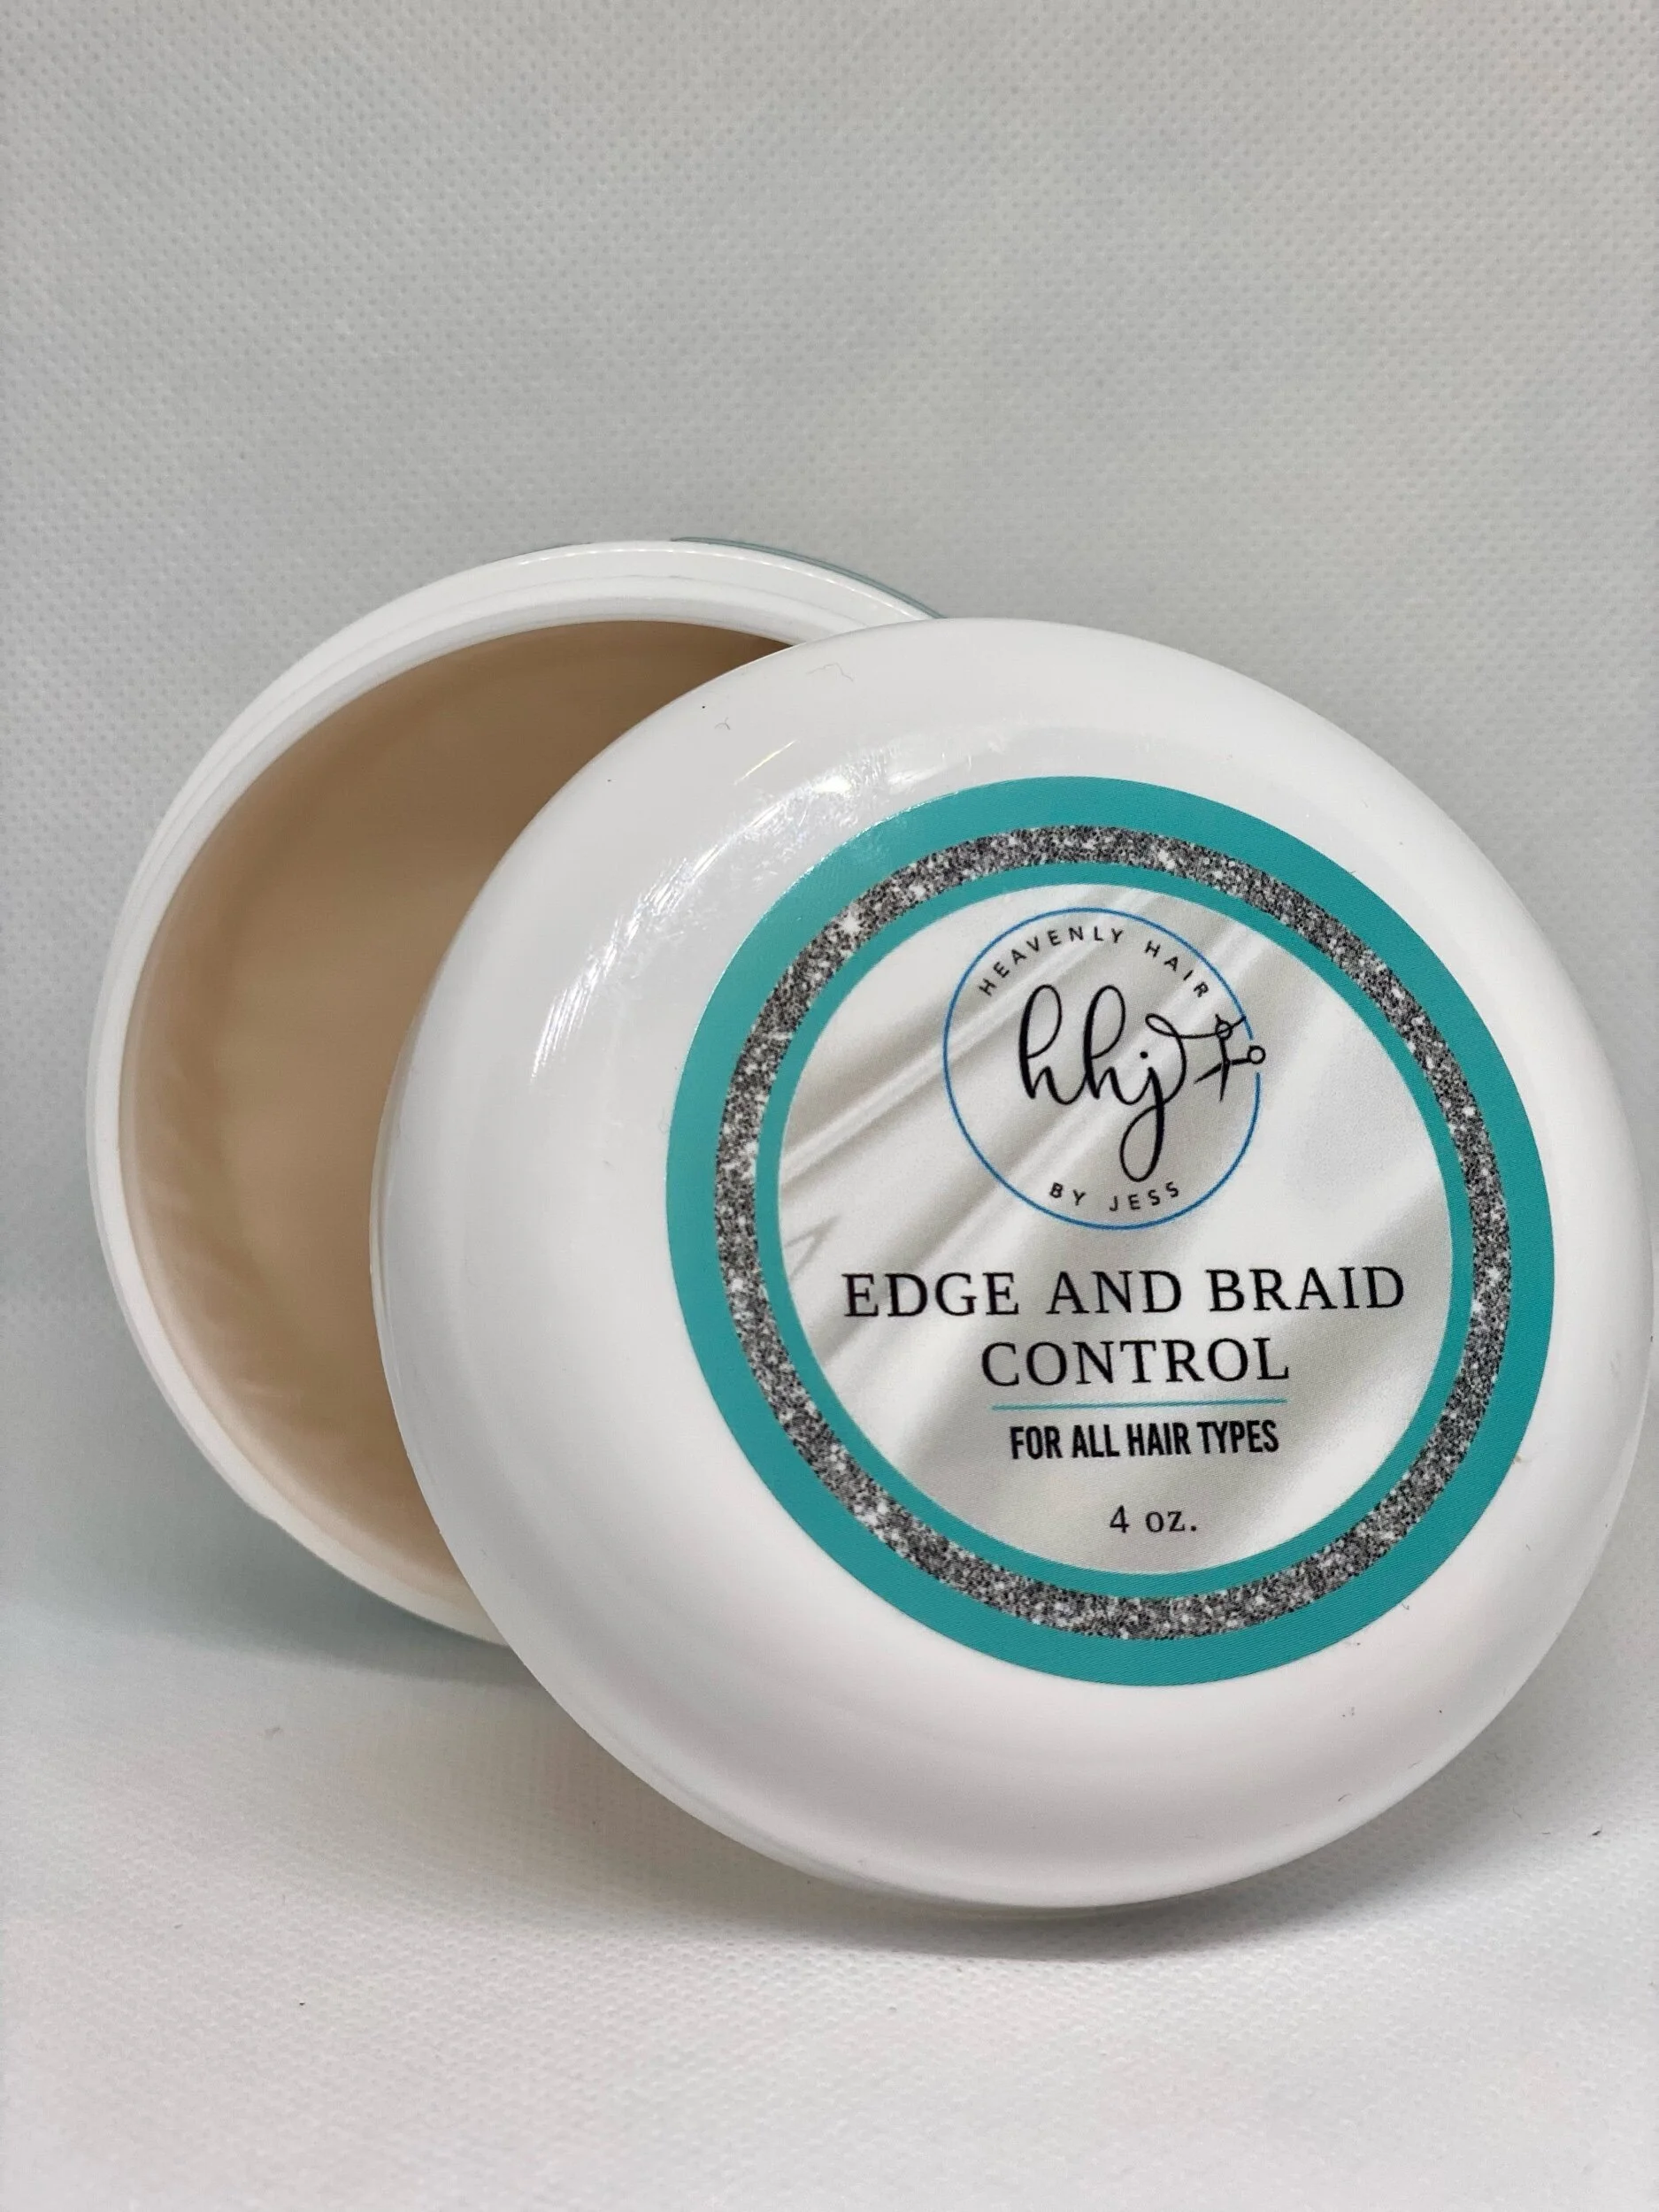 HEAVENLY HAIR
hhj
BY JESS
EDGE AND BRAID
CONTROL
FOR ALL HAIR TYPES
4 oz.